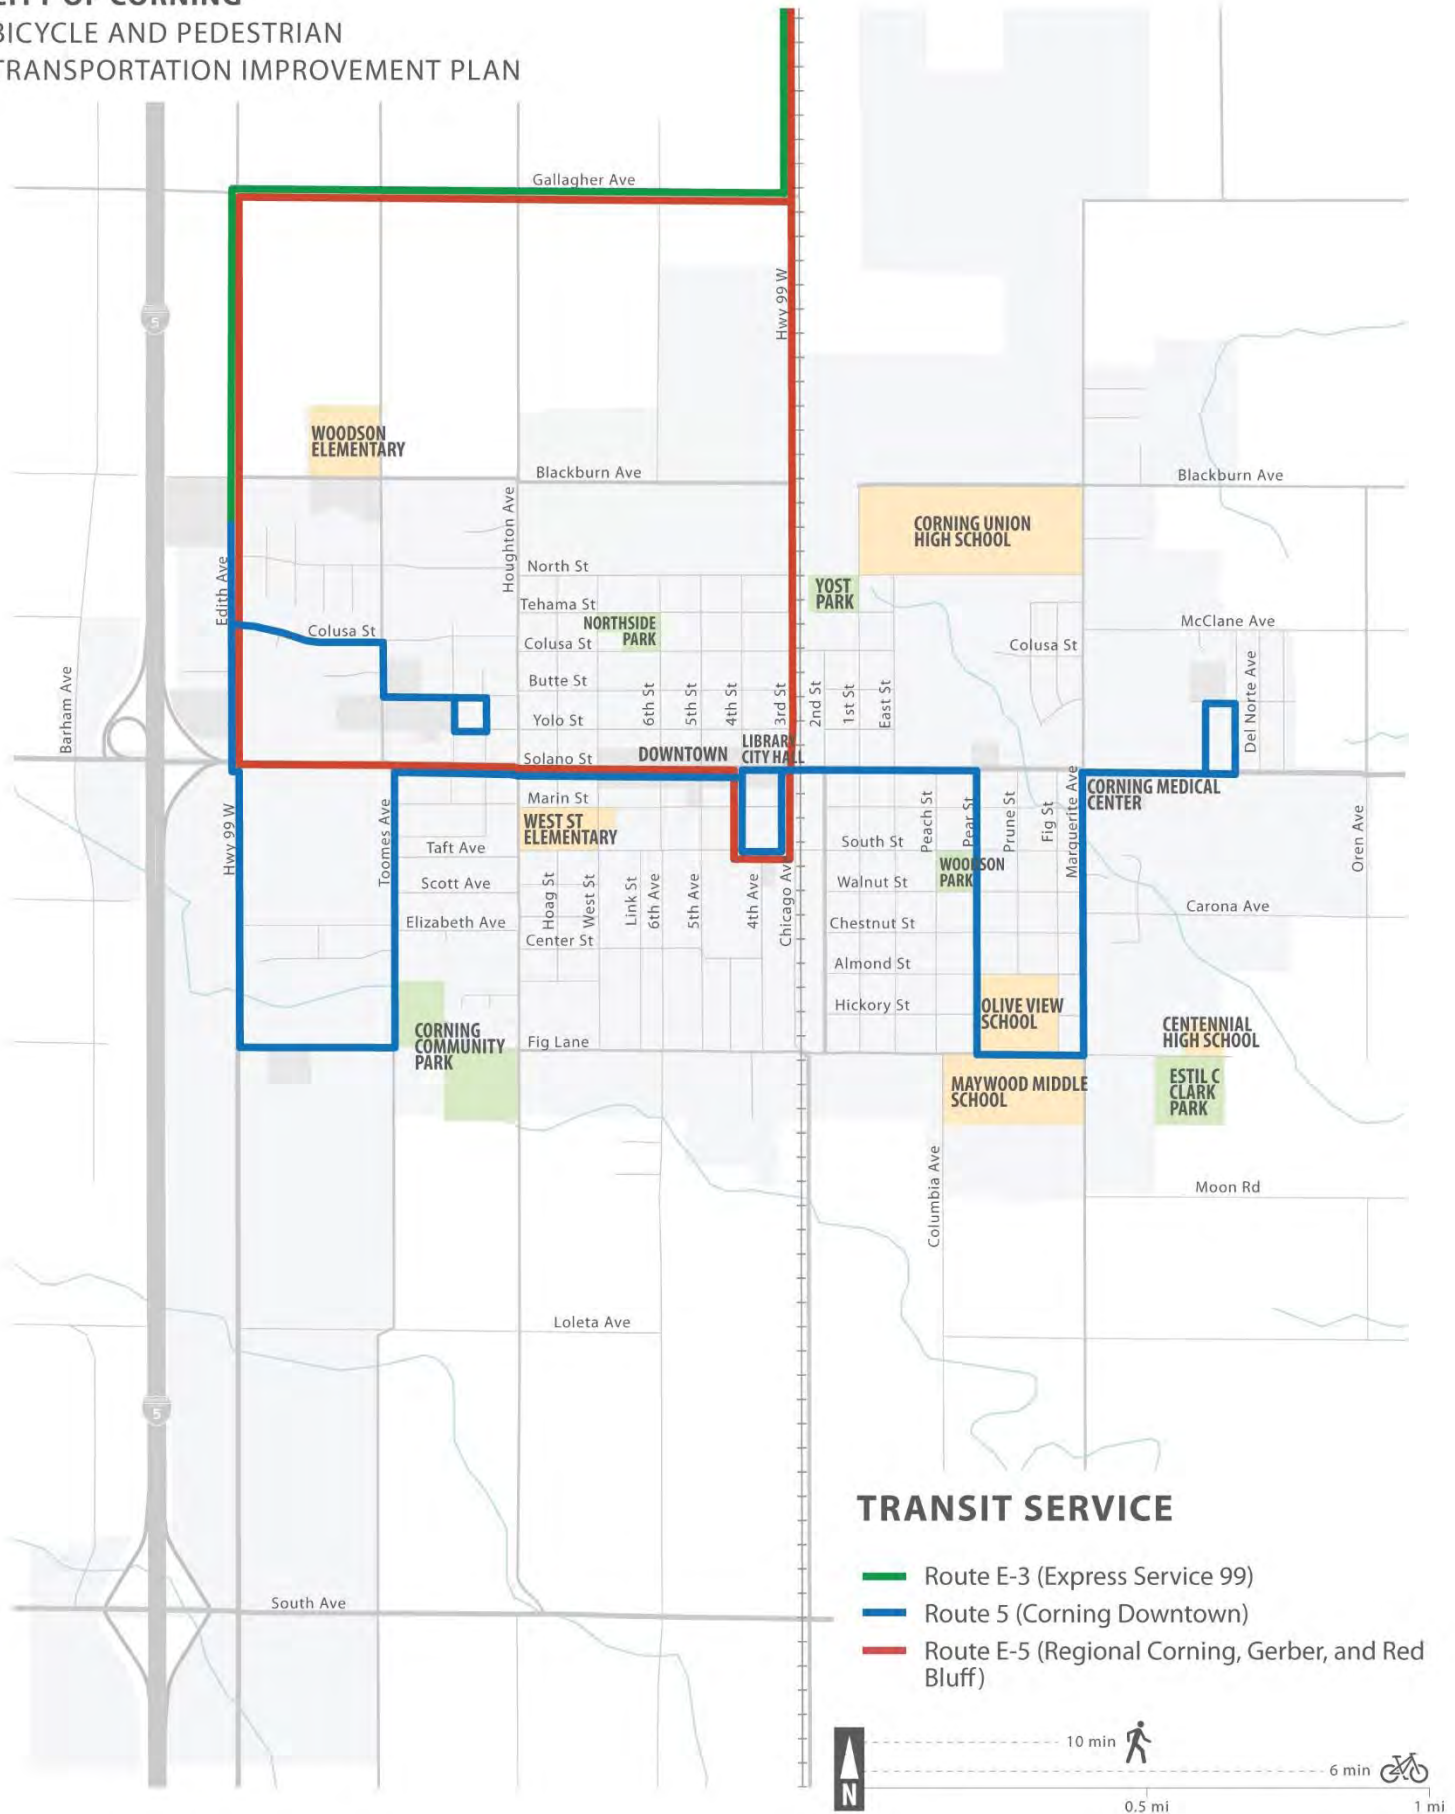 CITY OF CORNING
BICYCLE AND PEDESTRIAN
TRANSPORTATION IMPROVEMENT PLAN
Gallagher Ave
5
Hwy 99 W
WOODSON
ELEMENTARY
Blackburn Ave
Blackburn Ave
Houghton Ave
CORNING UNION
HIGH SCHOOL
Edith Ave
North St
YOST
PARK
Tehama St
NORTHSIDE
PARK
Colusa St
Colusa St
McClane Ave
Colusa St
Butte St
Barham Ave
6th St
5th St
4th St
3rd St
2nd St
1st St
East St
Del Norte Ave
Yolo St
Solano St
DOWNTOWN
LIBRARY
CITY HALL
Marin St
CORNING MEDICAL
CENTER
Hwy 99 W
Toomes Ave
WEST ST
ELEMENTARY
Taft Ave
South St
Peach St
Pear St
Prune St
Fig St
Marguerite Ave
Oren Ave
WOODSON
PARK
Scott Ave
Walnut St
Hoag St
West St
Link St
6th Ave
5th Ave
4th Ave
Chicago Ave
Elizabeth Ave
Chestnut St
Carona Ave
Center St
Almond St
Hickory St
OLIVE VIEW
SCHOOL
CORNING
COMMUNITY
PARK
Fig Lane
CENTENNIAL
HIGH SCHOOL
MAYWOOD MIDDLE
SCHOOL
ESTIL C
CLARK
PARK
Columbia Ave
Moon Rd
Loleta Ave
5
South Ave
TRANSIT SERVICE
Route E-3 (Express Service 99)
Route 5 (Corning Downtown)
Route E-5 (Regional Corning, Gerber, and Red
Bluff)
N
10 min
6 min
0.5 mi
1 mi